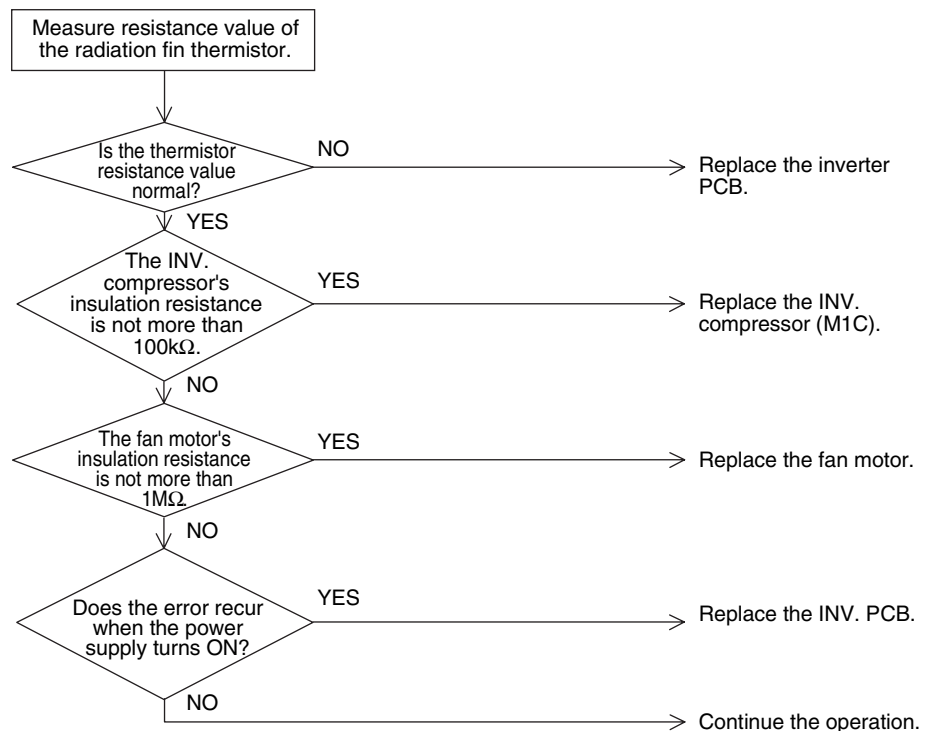 Measure resistance value of
the radiation fin thermistor.
Is the thermistor
resistance value
normal?
NO
Replace the inverter
PCB.
YES
The INV.
compressor's
insulation resistance
is not more than
100kΩ.
YES
Replace the INV.
compressor (M1C).
NO
The fan motor's
insulation resistance
is not more than
1MΩ.
YES
Replace the fan motor.
NO
Does the error recur
when the power
supply turns ON?
YES
Replace the INV. PCB.
NO
Continue the operation.